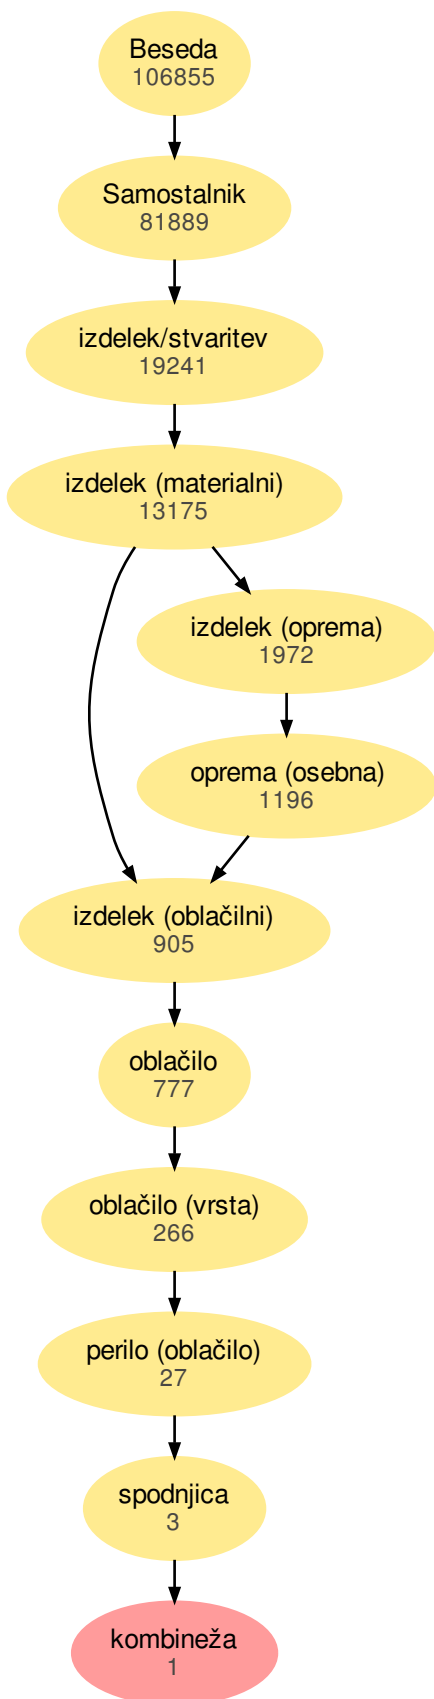 Beseda
106855
Samostalnik
81889
izdelek/stvaritev
19241
izdelek (materialni)
13175
izdelek (oprema)
1972
oprema (osebna)
1196
izdelek (oblačilni)
905
oblačilo
777
oblačilo (vrsta)
266
perilo (oblačilo)
27
spodnjica
3
kombineža
1